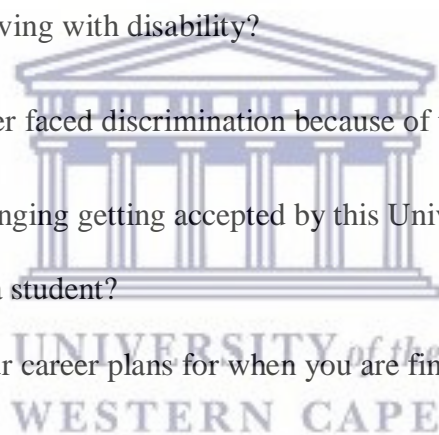 ving with disability?
er faced discrimination because of
nging getting accepted by this Univ
student?
r career plans for when you are fin
UNIVERSITY of the
WESTERN CAPE